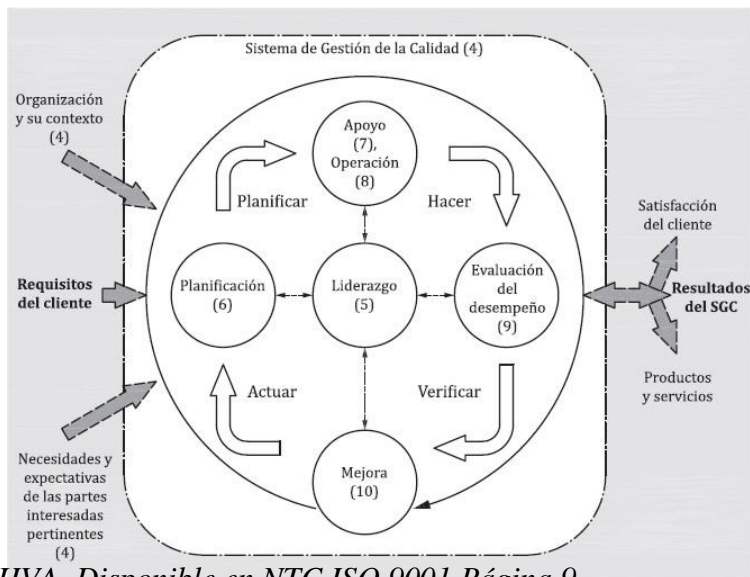 Sistema de Gestión de la Calidad (4)
Organización
y su contexto
(4)
Apoyo
(7),
Operación
(8)
Planificar
Hacer
Satisfacción
del cliente
Requisitos
del cliente
Planificación
(6)
Liderazgo
(5)
Evaluación
del
desempeño
(9)
Resultados
del SGC
Actuar
Verificar
Productos
y servicios
Necesidades y
expectativas
de las partes
interesadas
pertinentes
(4)
Mejora
(10)
HVA. Disponible en NTC ISO 9001 Página 9